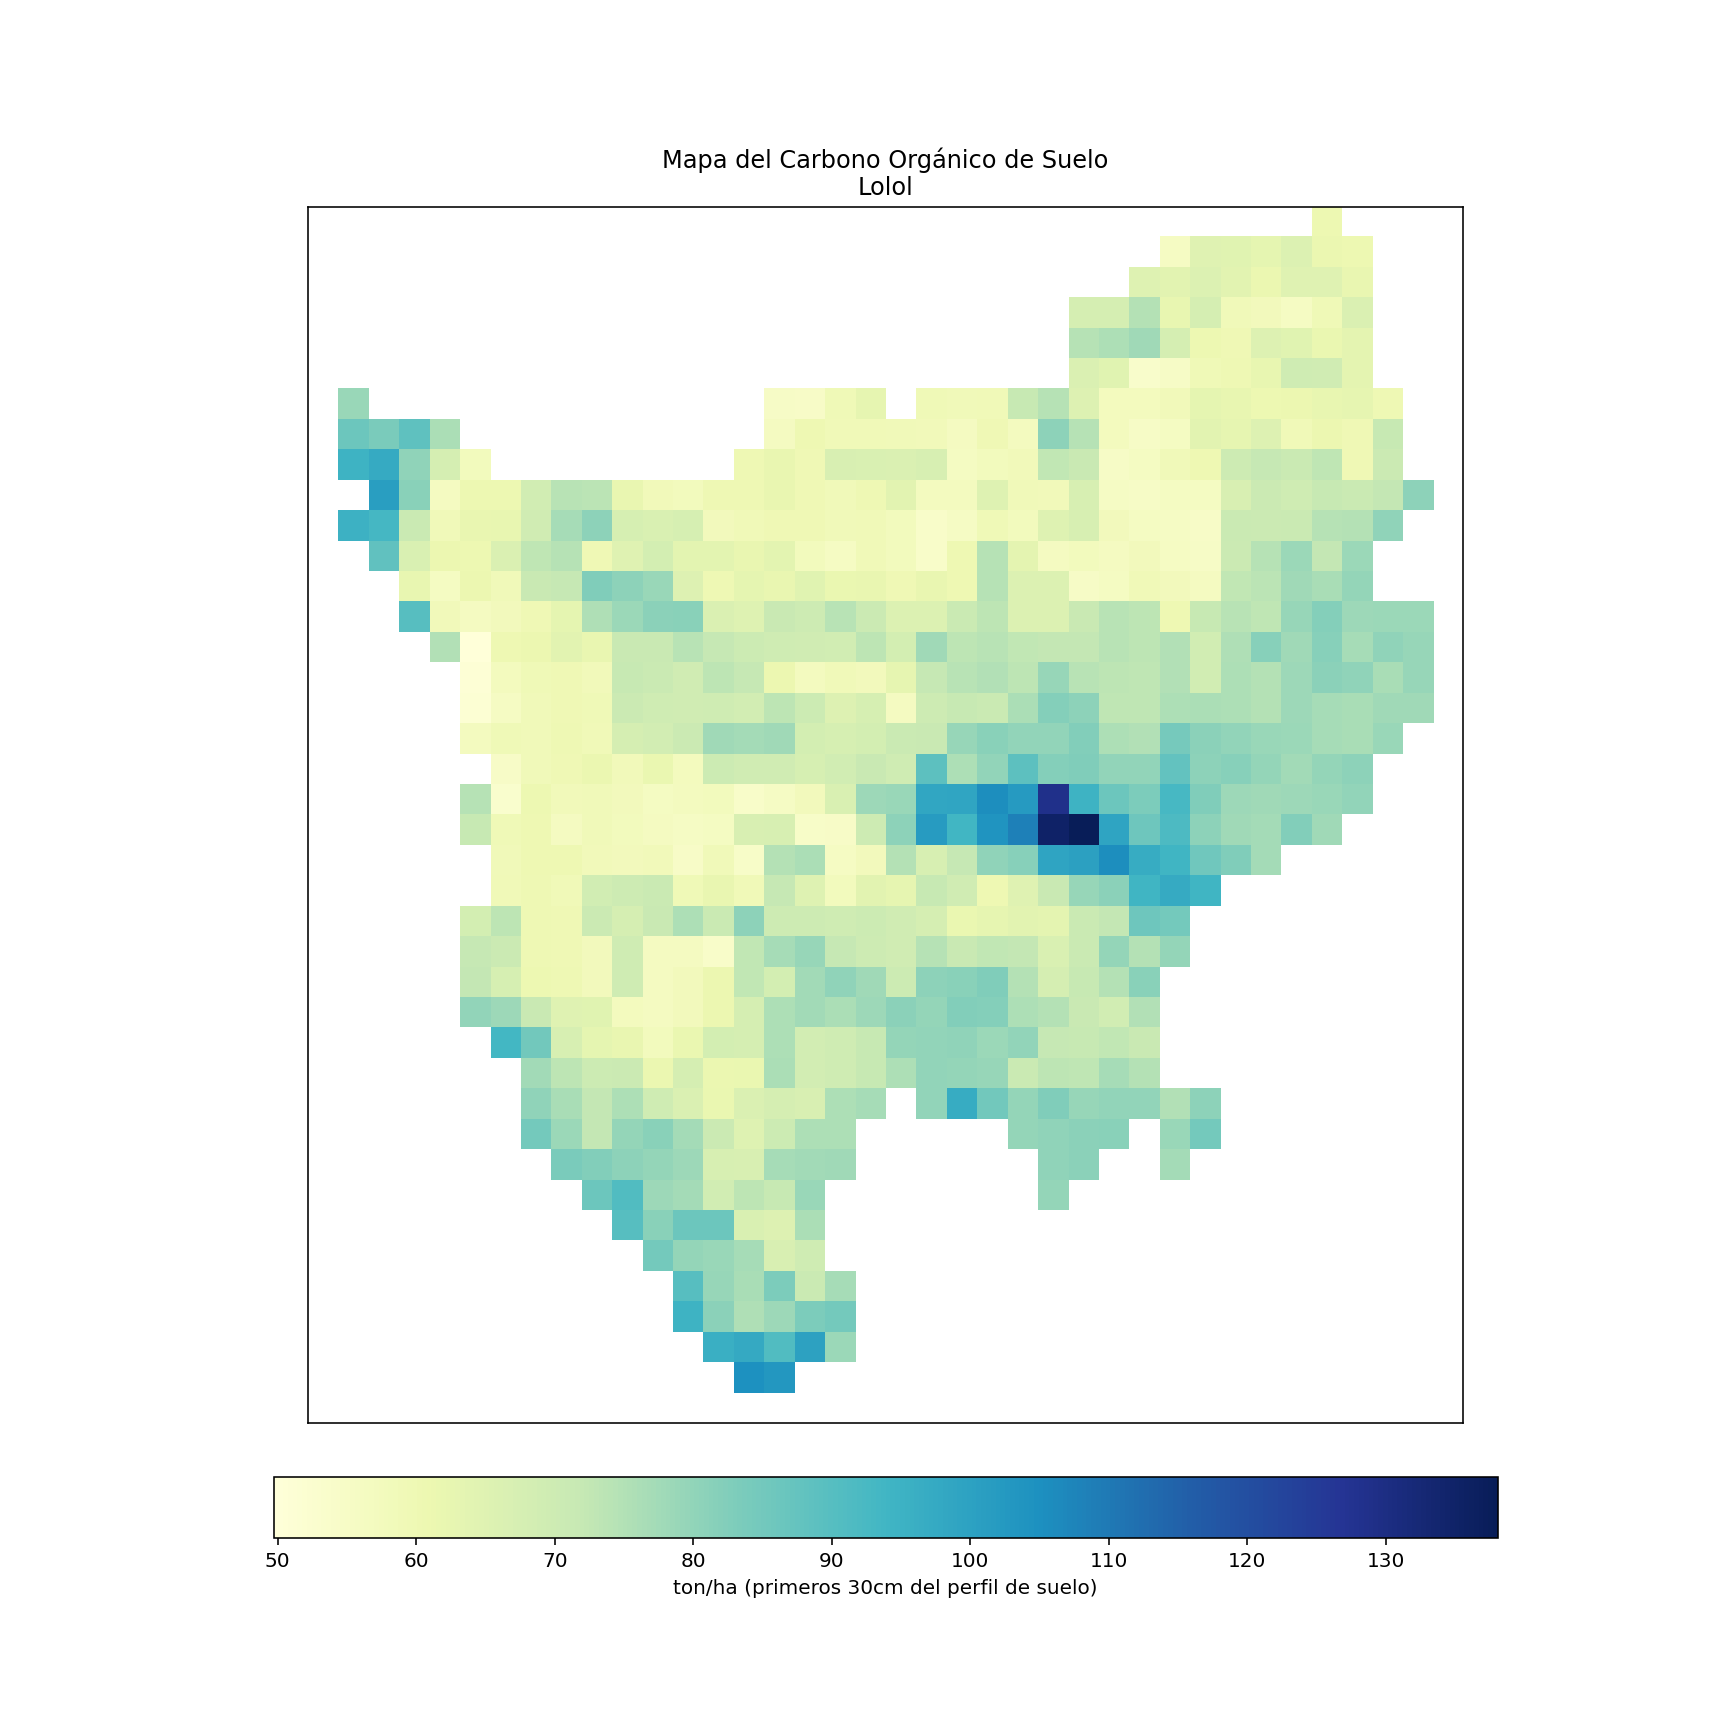 Mapa del Carbono Orgánico de Suelo
Lolol
50 60 70 80 90 100 110 120 130
ton/ha (primeros 30cm del perfil de suelo)